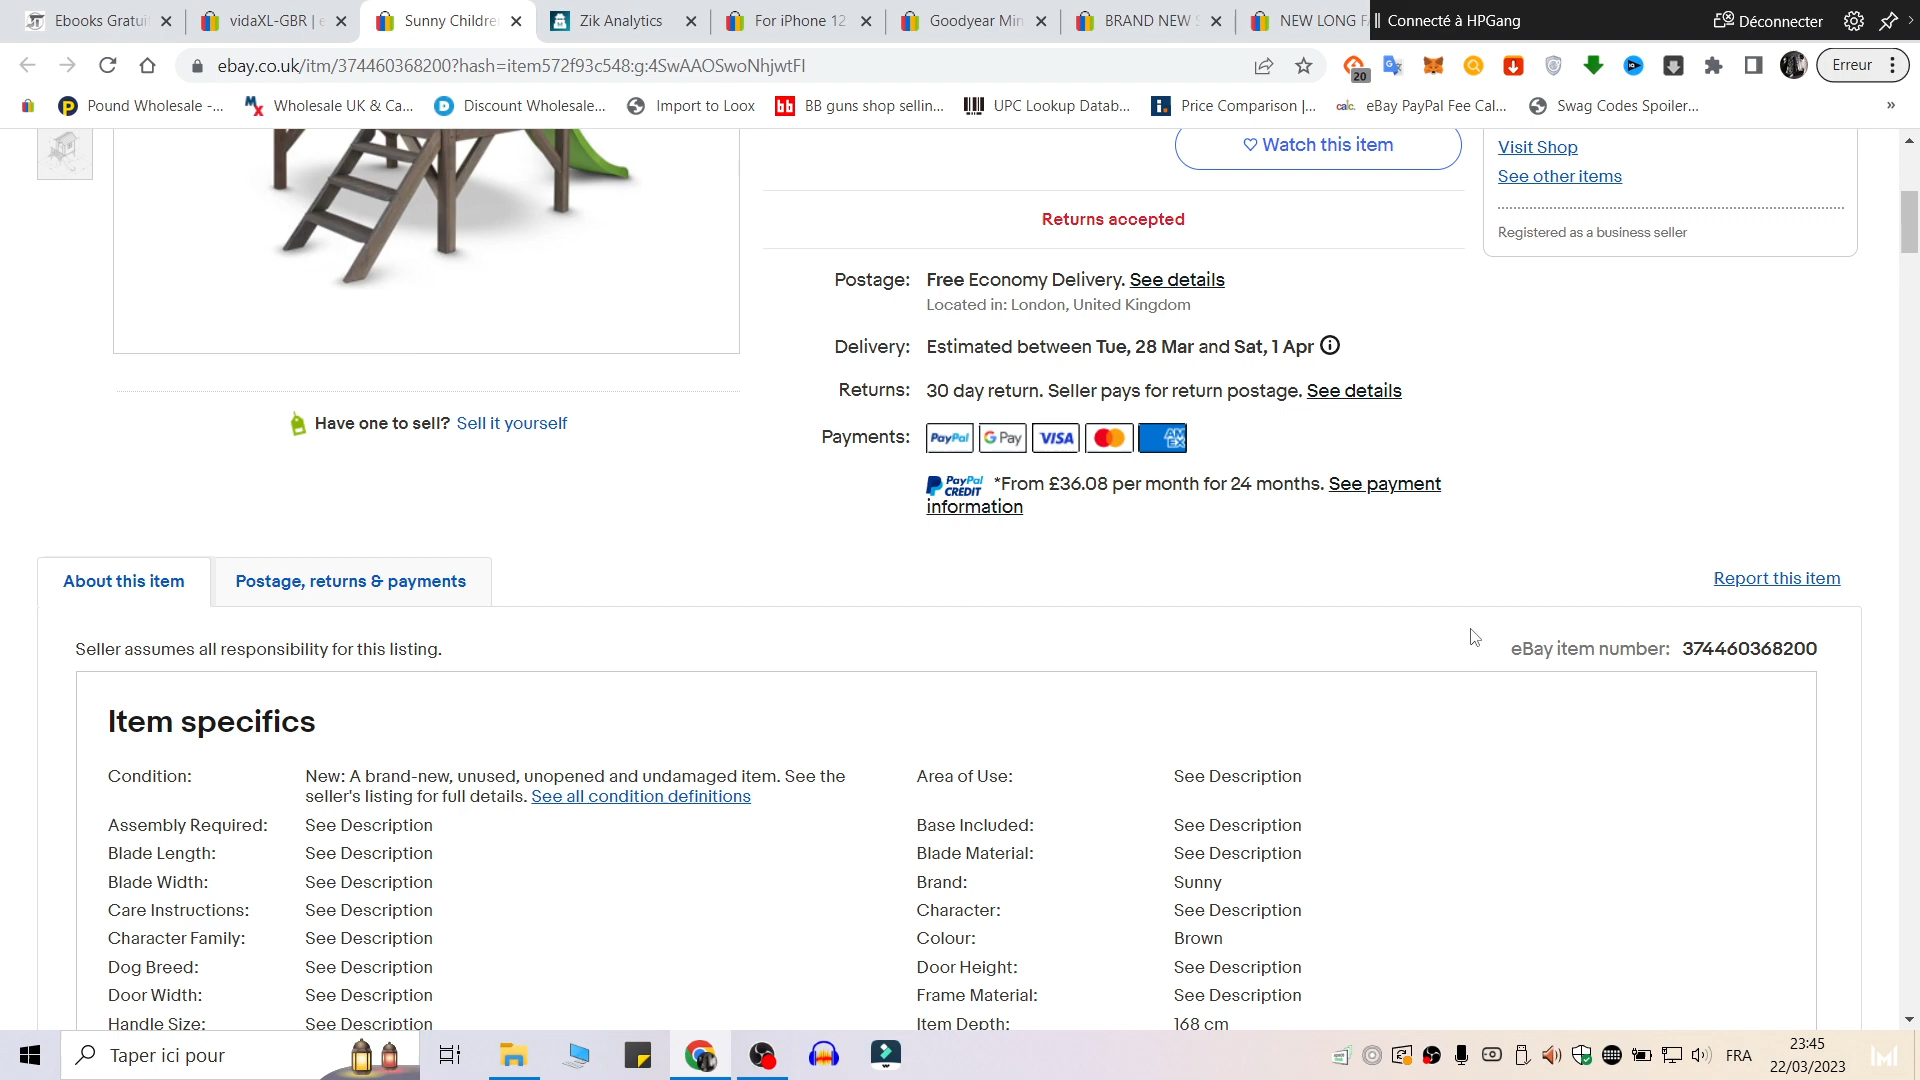 Ebooks Gratui
vidaXL-GBR | e
Sunny Childre
Zik Analytics
For iPhone 12
Goodyear Min
BRAND NEW S
NEW LONG F
Connecté à HPGang
Déconnecter
ebay.co.uk/itm/374460368200?hash=item572f93c548:g:4SwAAOSwoNhjwtFI
20
Erreur
Pound Wholesale -...
Wholesale UK & Ca...
Discount Wholesale...
Import to Loox
bb
BB guns shop sellin...
UPC Lookup Datab...
Price Comparison |...
calc.
eBay PayPal Fee Cal...
Swag Codes Spoiler...
»
Watch this item
Visit Shop
See other items
Returns accepted
Registered as a business seller
Postage: Free Economy Delivery. See details
Located in: London, United Kingdom
Delivery: Estimated between Tue, 28 Mar and Sat, 1 Apr
Returns: 30 day return. Seller pays for return postage. See details
Have one to sell? Sell it yourself
Payments: PayPal G Pay VISA AM EX
PayPal CREDIT *From £36.08 per month for 24 months. See payment
information
About this item
Postage, returns & payments
Report this item
Seller assumes all responsibility for this listing.
eBay item number: 374460368200
Item specifics
Condition: New: A brand-new, unused, unopened and undamaged item. See the
seller's listing for full details. See all condition definitions
Area of Use: See Description
Assembly Required: See Description
Base Included: See Description
Blade Length: See Description
Blade Material: See Description
Blade Width: See Description
Brand: Sunny
Care Instructions: See Description
Character: See Description
Character Family: See Description
Colour: Brown
Dog Breed: See Description
Door Height: See Description
Door Width: See Description
Frame Material: See Description
Handle Size: See Description
Item Depth: 168 cm
Taper ici pour
FRA
23:45
22/03/2023